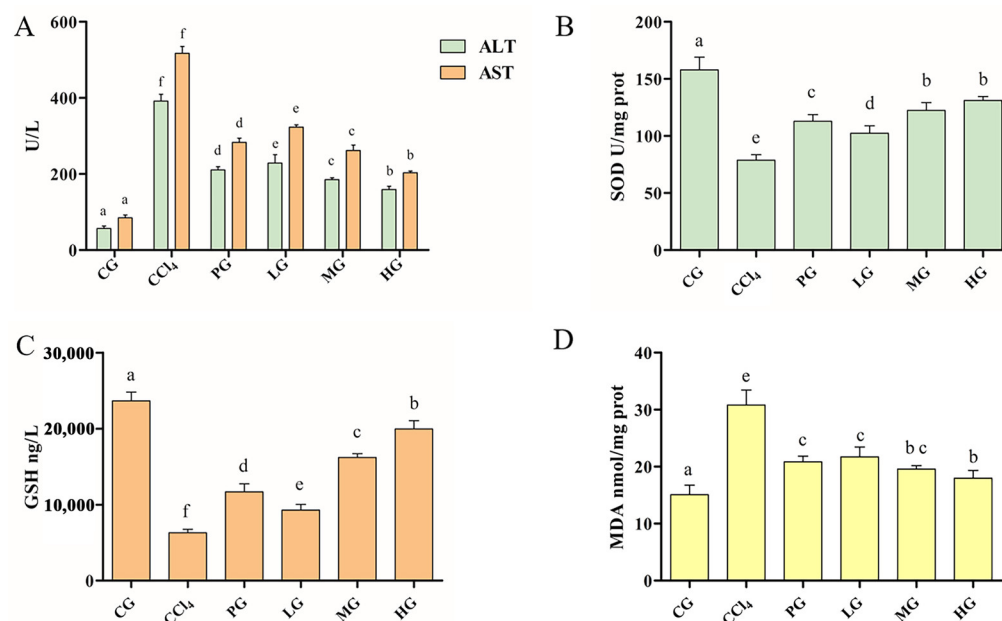 A
B
U/L
600
400
200
0
ALT
AST
a
a
f
f
d
d
e
e
c
c
b
b
CG
CCl₄
PG
LG
MG
HG
SOD U/mg prot
200
150
100
50
0
a
e
c
d
b
b
CG
CCl₄
PG
LG
MG
HG
C
D
GSH ng/L
30,000
20,000
10,000
0
a
f
d
e
c
b
CG
CCl₄
PG
LG
MG
HG
MDA nmol/mg prot
40
30
20
10
0
a
e
c
c
b c
b
CG
CCl₄
PG
LG
MG
HG